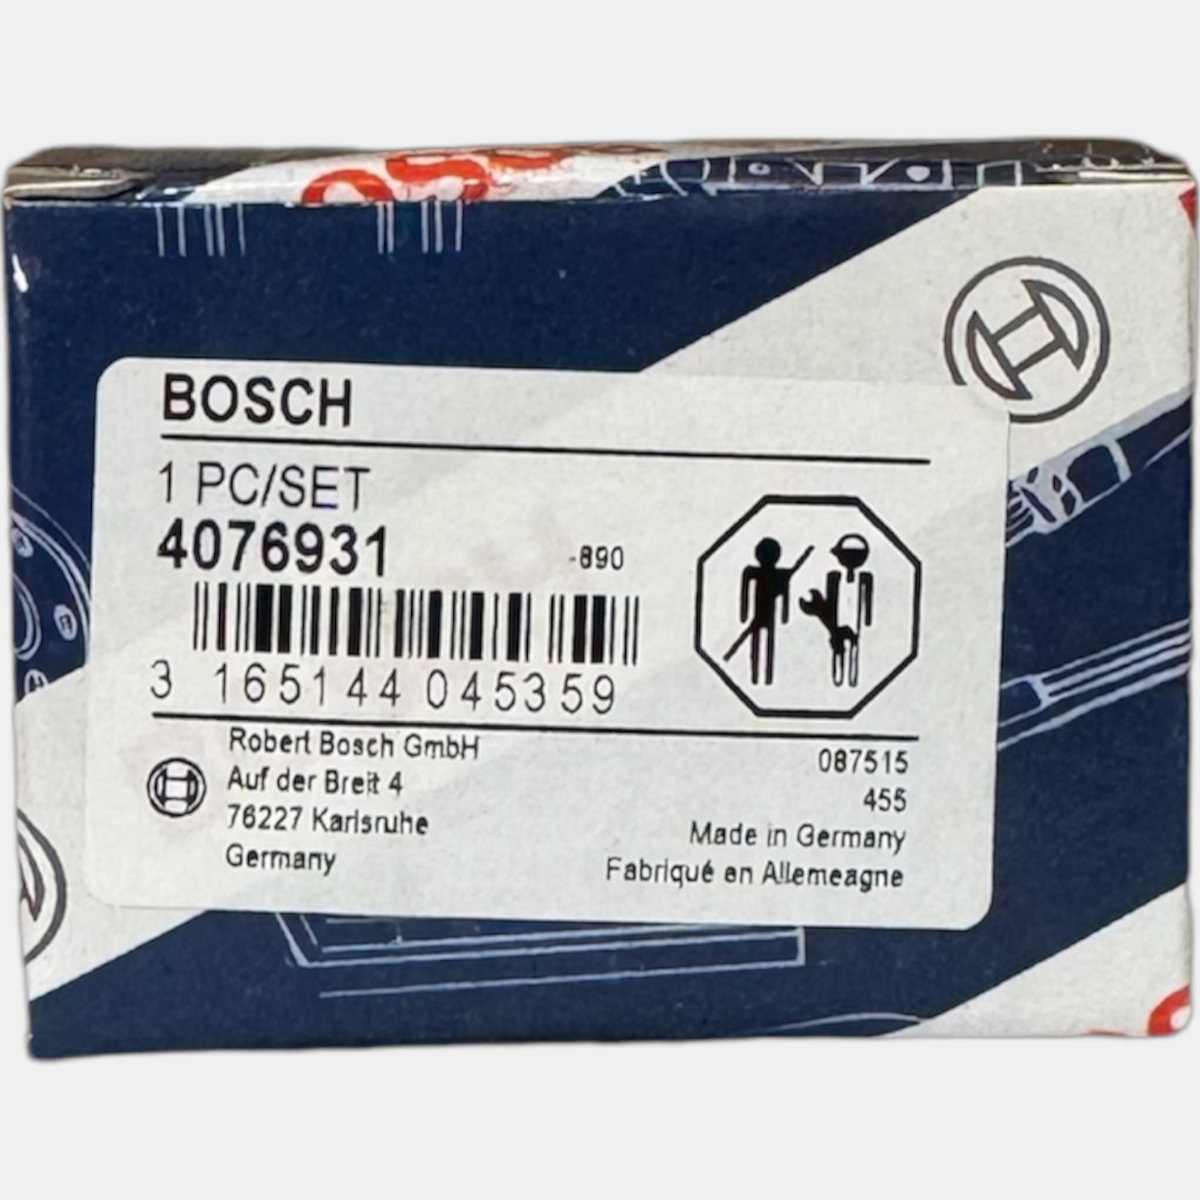 BOSCH
1 PC/SET
4076931
-890
3 165144 045359
Robert Bosch GmbH
Auf der Breit 4
76227 Karlsruhe
Germany
087515
455
Made in Germany
Fabriqué en Allemeagne